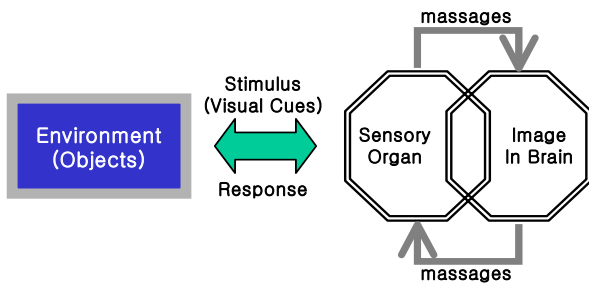 massages
Stimulus
(Visual Cues)
Environment
(Objects)
Response
Sensory
Organ
Image
In Brain
massages